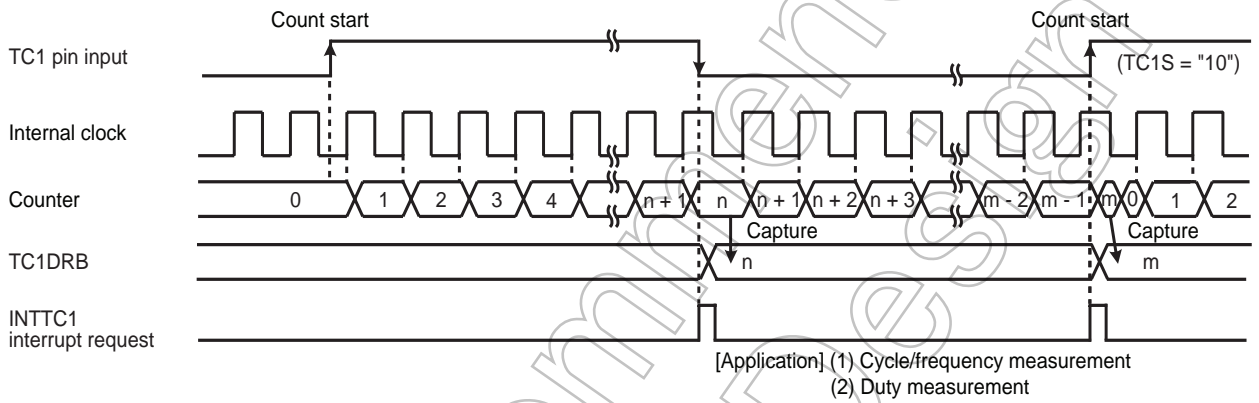 Count start
Count start
TC1 pin input
(TC1S = "10")
Internal clock
Counter
0 1 2 3 4 n + 1 n n + 1 n + 2 n + 3 m - 2 m - 1 m 0 1 2
Capture
Capture
TC1DRB
n
m
INTTC1
interrupt request
[Application] (1) Cycle/frequency measurement
(2) Duty measurement